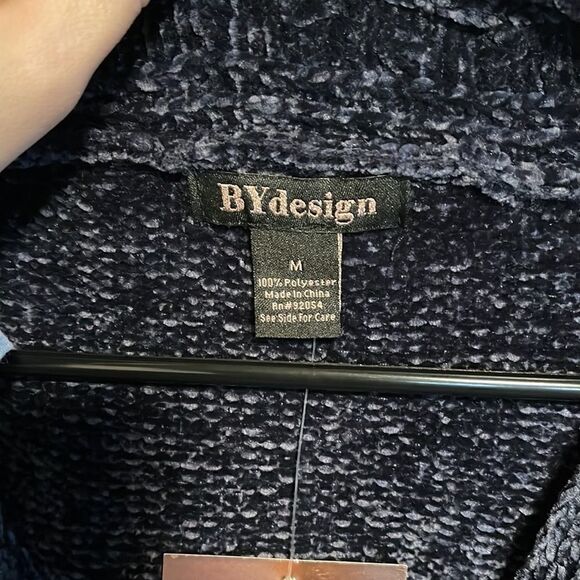 BYdesign
M
100% Polyester
Made In China
Rn#92054
See Side For Care